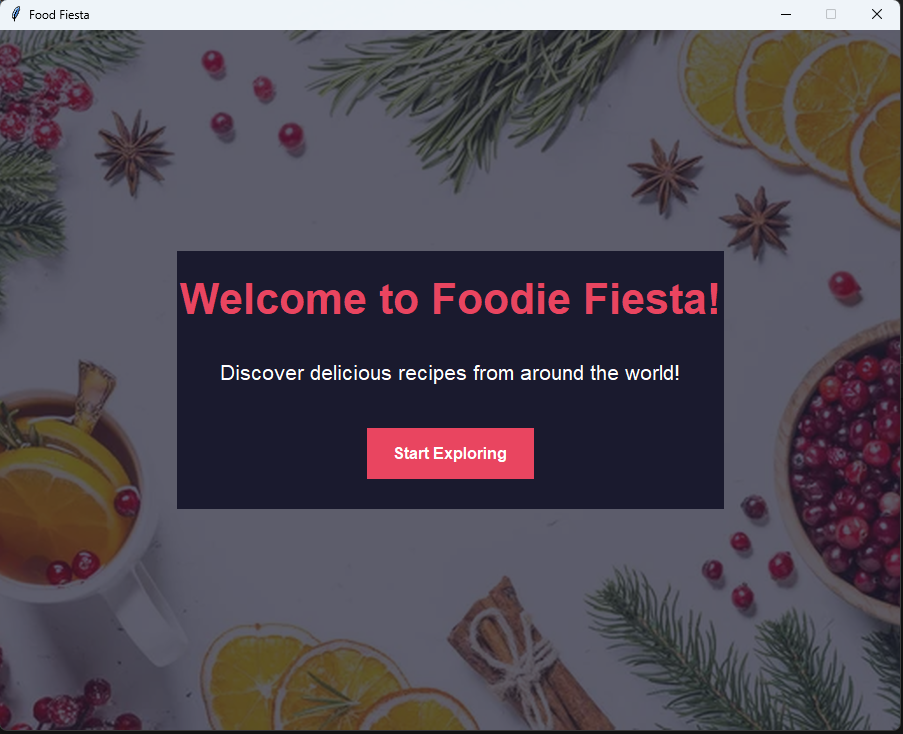 Food Fiesta
Welcome to Foodie Fiesta!
Discover delicious recipes from around the world!
Start Exploring